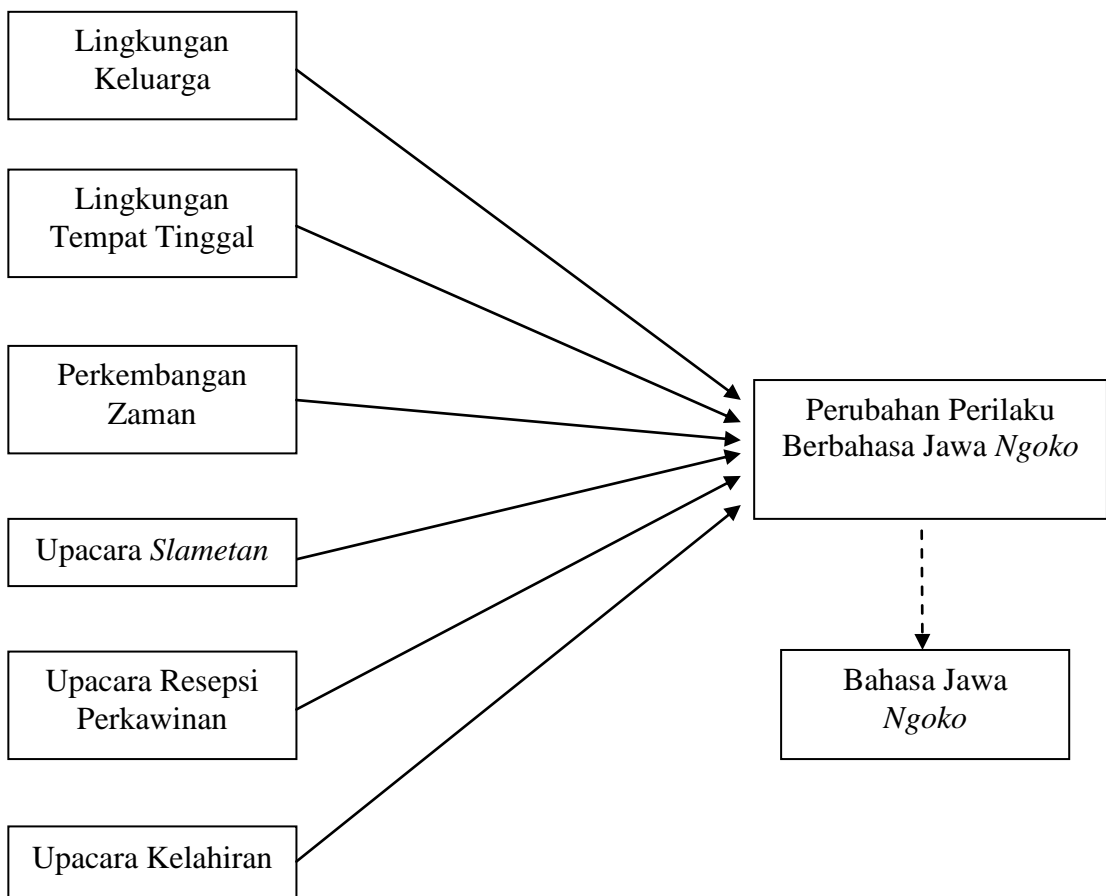 Lingkungan
Keluarga
Lingkungan
Tempat Tinggal
Perkembangan
Zaman
Upacara Slametan
Upacara Resepsi
Perkawinan
Upacara Kelahiran
Perubahan Perilaku
Berbahasa Jawa Ngoko
Bahasa Jawa
Ngoko